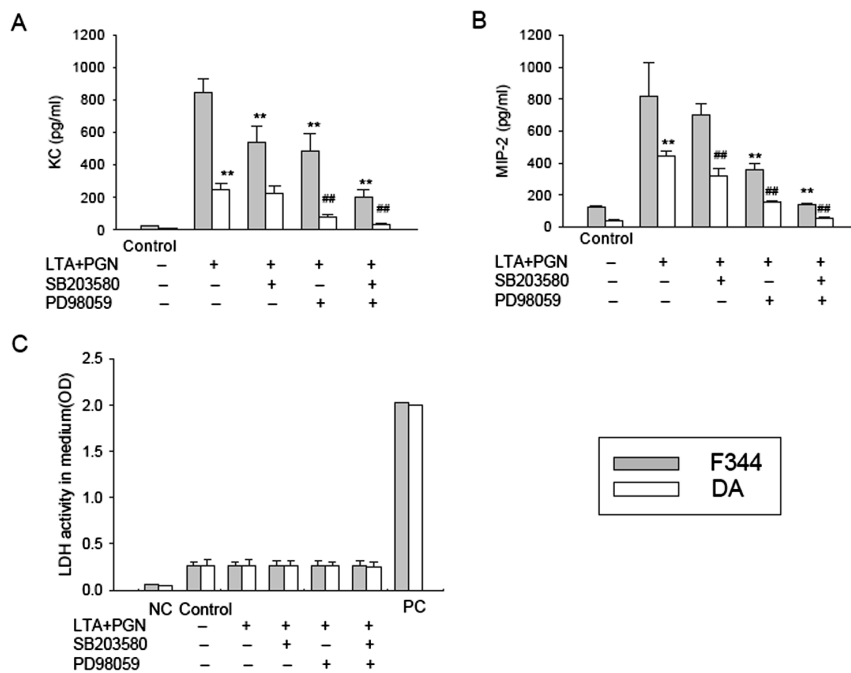 A
1200
1000
800
600
400
200
0
KC (pg/ml)
** ** ** ** ## ##
Control
LTA+PGN – + + + +
SB203580 – – + – +
PD98059 – – – + +
B
1200
1000
800
600
400
200
0
MIP-2 (pg/ml)
** ## ** ## ** ##
Control
LTA+PGN – + + + +
SB203580 – – + – +
PD98059 – – – + +
C
2.5
2.0
1.5
1.0
0.5
0.0
LDH activity in medium(OD)
NC Control PC
LTA+PGN – + + + +
SB203580 – – + – +
PD98059 – – – + +
F344
DA